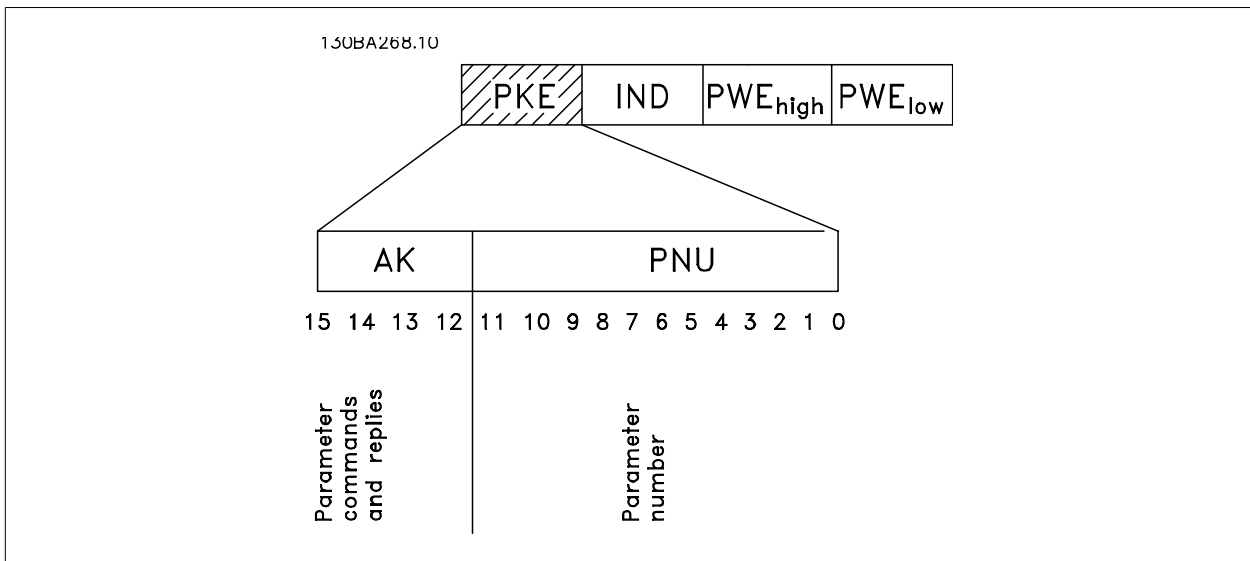 130BA268.10
PKE IND PWEhigh PWElow
AK PNU
15 14 13 12 11 10 9 8 7 6 5 4 3 2 1 0
Parameter
commands
and replies
Parameter
number